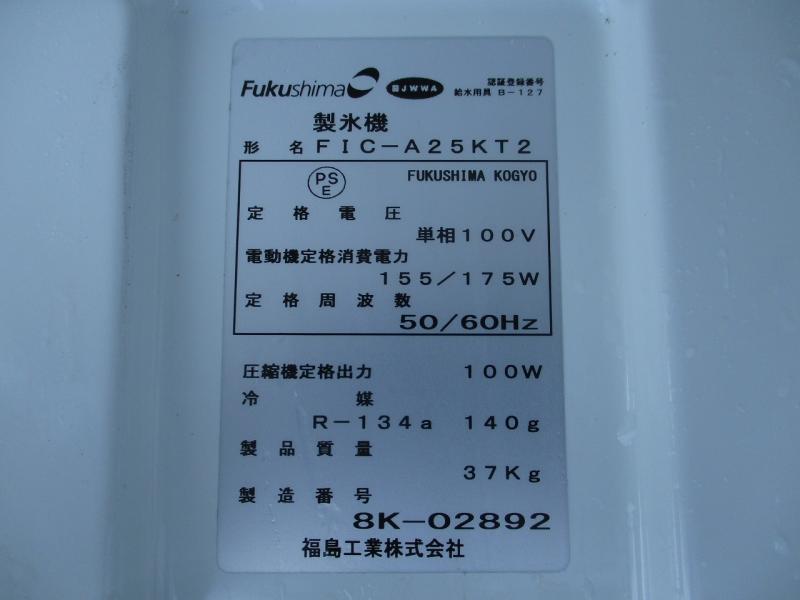 Fukushima JWWA 認証登録番号
給水用具 B-127
製氷機
形名 FIC-A25KT2
PSE FUKUSHIMA KOGYO
定格電圧
単相100V
電動機定格消費電力
155/175W
定格周波数
50/60Hz
圧縮機定格出力 100W
冷媒
R-134a 140g
製品質量
37Kg
製造番号
8K-02892
福島工業株式会社